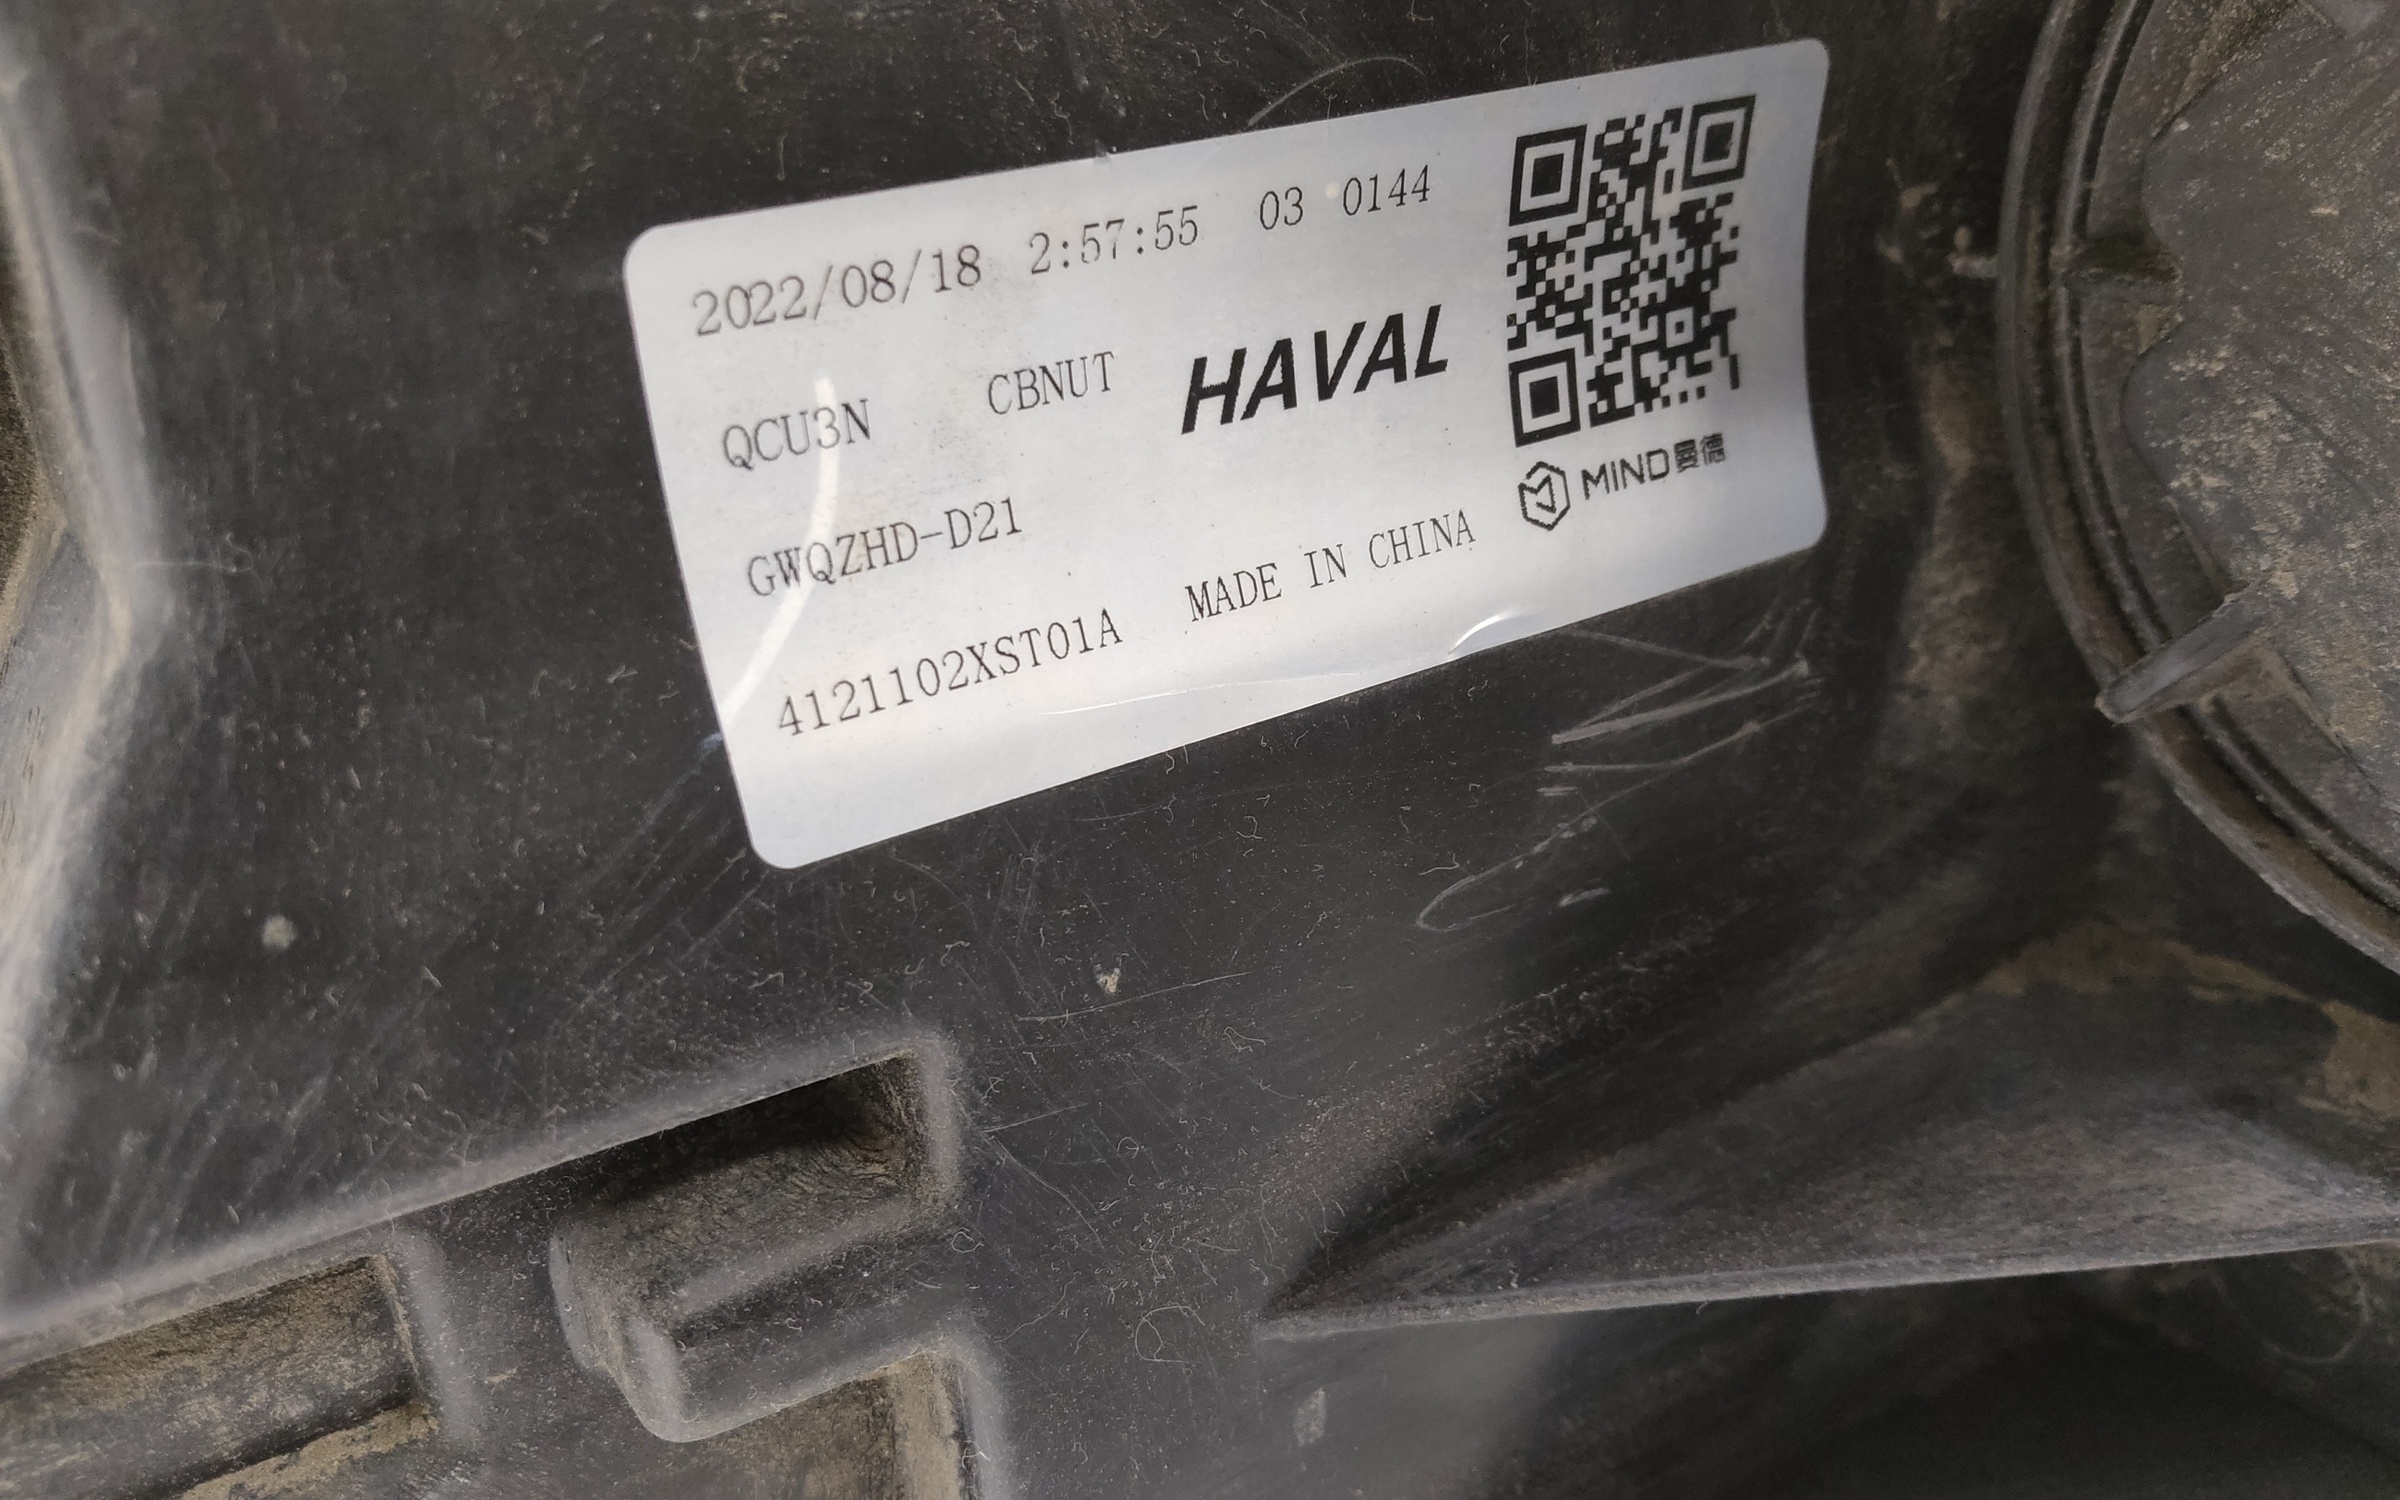 2022/08/18 2:57:55 03 0144
QCU3N CBNUT HAVAL
MIND曼德
GWQZHD-D21
4121102XST01A MADE IN CHINA